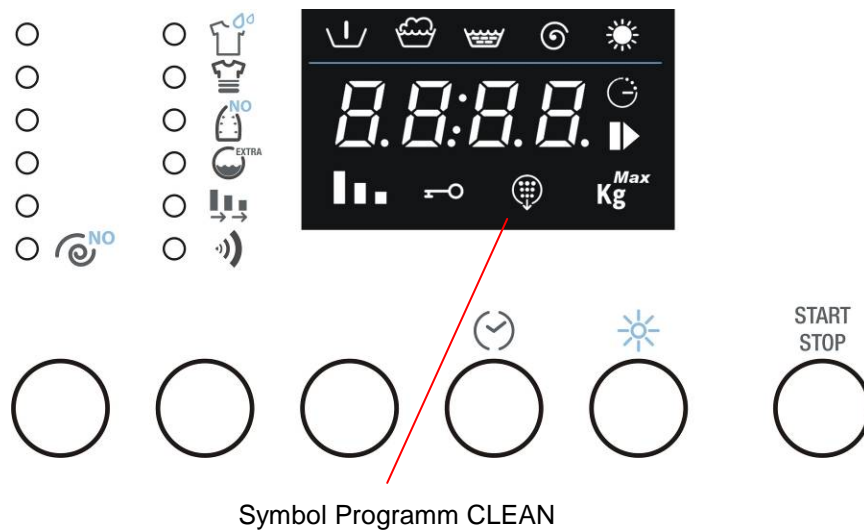 NO
EXTRA
NO
8.8:8.8.
Kg Max
START
STOP
Symbol Programm CLEAN